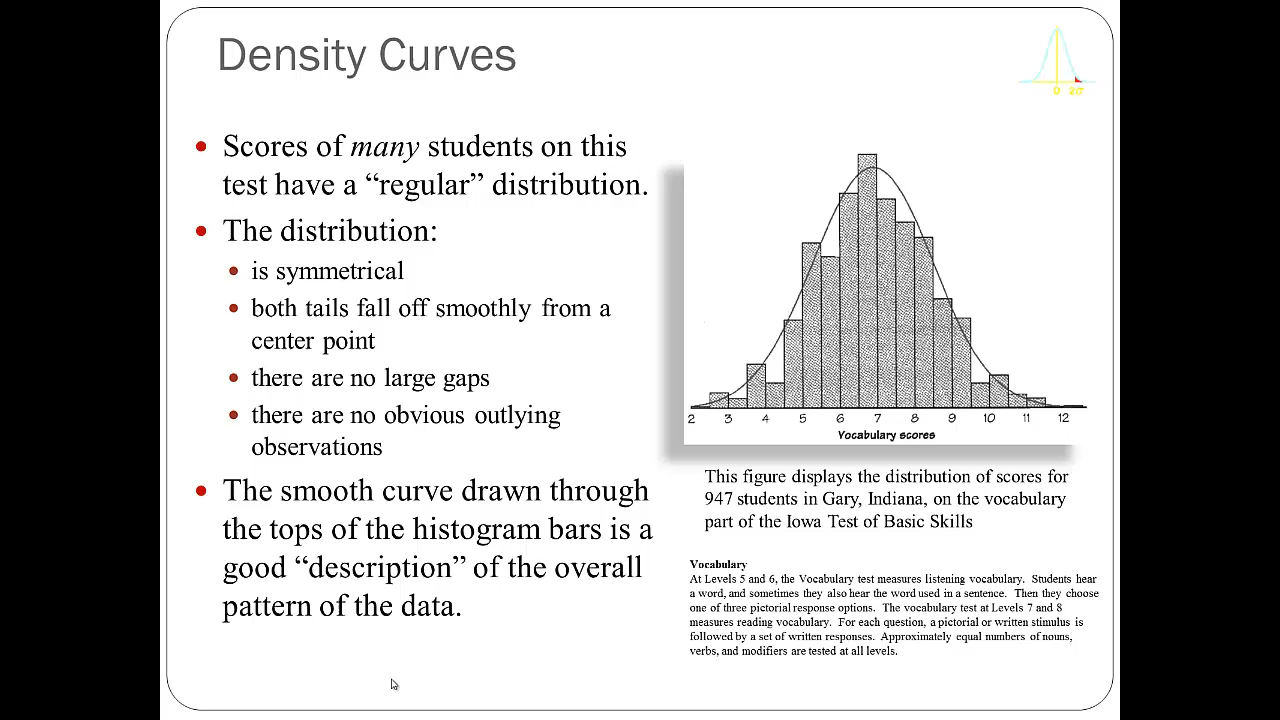 Density Curves
0 2σ
• Scores of many students on this
test have a “regular” distribution.
• The distribution:
• is symmetrical
• both tails fall off smoothly from a
center point
• there are no large gaps
• there are no obvious outlying
observations
• The smooth curve drawn through
the tops of the histogram bars is a
good “description” of the overall
pattern of the data.
2 3 4 5 6 7 8 9 10 11 12
Vocabulary scores
This figure displays the distribution of scores for
947 students in Gary, Indiana, on the vocabulary
part of the Iowa Test of Basic Skills
Vocabulary
At Levels 5 and 6, the Vocabulary test measures listening vocabulary. Students hear
a word, and sometimes they also hear the word used in a sentence. Then they choose
one of three pictorial response options. The vocabulary test at Levels 7 and 8
measures reading vocabulary. For each question, a pictorial or written stimulus is
followed by a set of written responses. Approximately equal numbers of nouns,
verbs, and modifiers are tested at all levels.